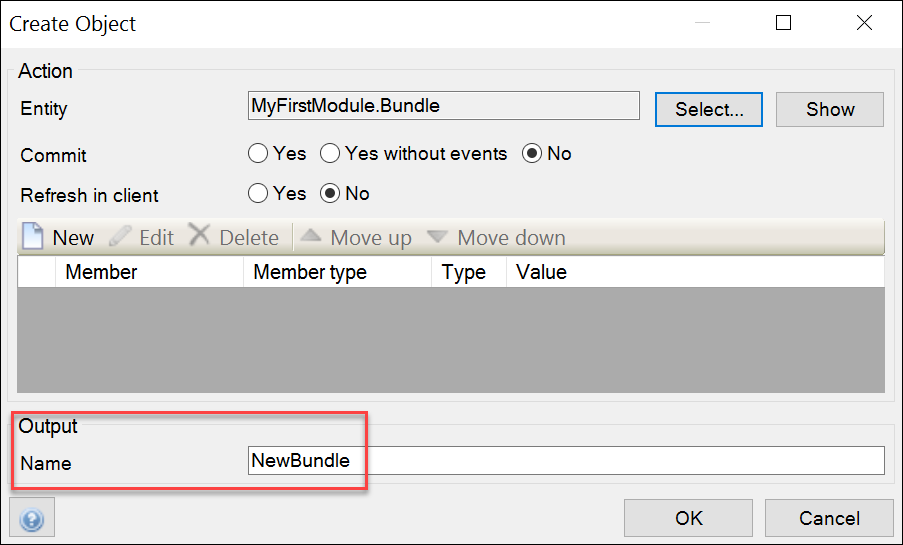 Create Object
Action
Entity MyFirstModule.Bundle Select... Show
Commit Yes Yes without events No
Refresh in client Yes No
New Edit Delete Move up Move down
Member Member type Type Value
Output
Name NewBundle
? OK Cancel